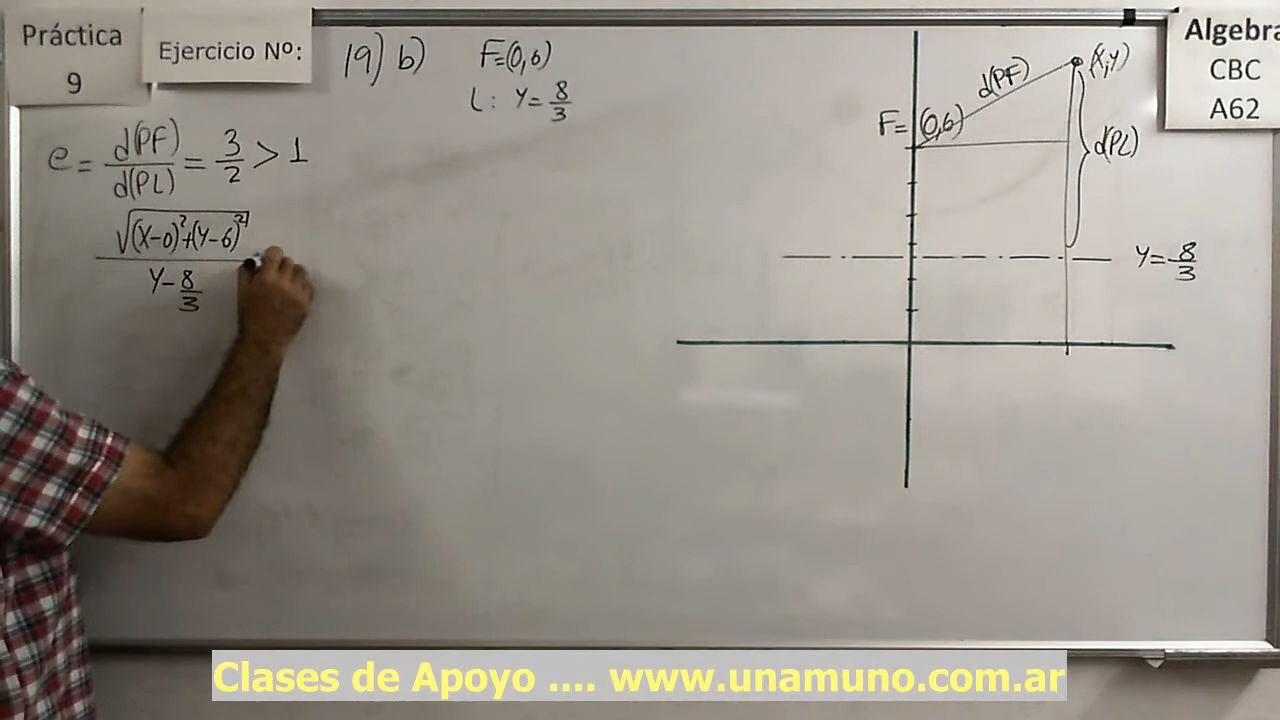 Práctica
9
Ejercicio Nº:
19) b)
F=(0,6)
L: Y=8/3
Algebra
CBC
A62
e = d(PF)/d(PL) = 3/2 > 1
√((X-0)²+(Y-6)²)
Y-8/3
F=(0,6)
d(PF)
(X,Y)
d(PL)
Y=8/3
Clases de Apoyo .... www.unamuno.com.ar